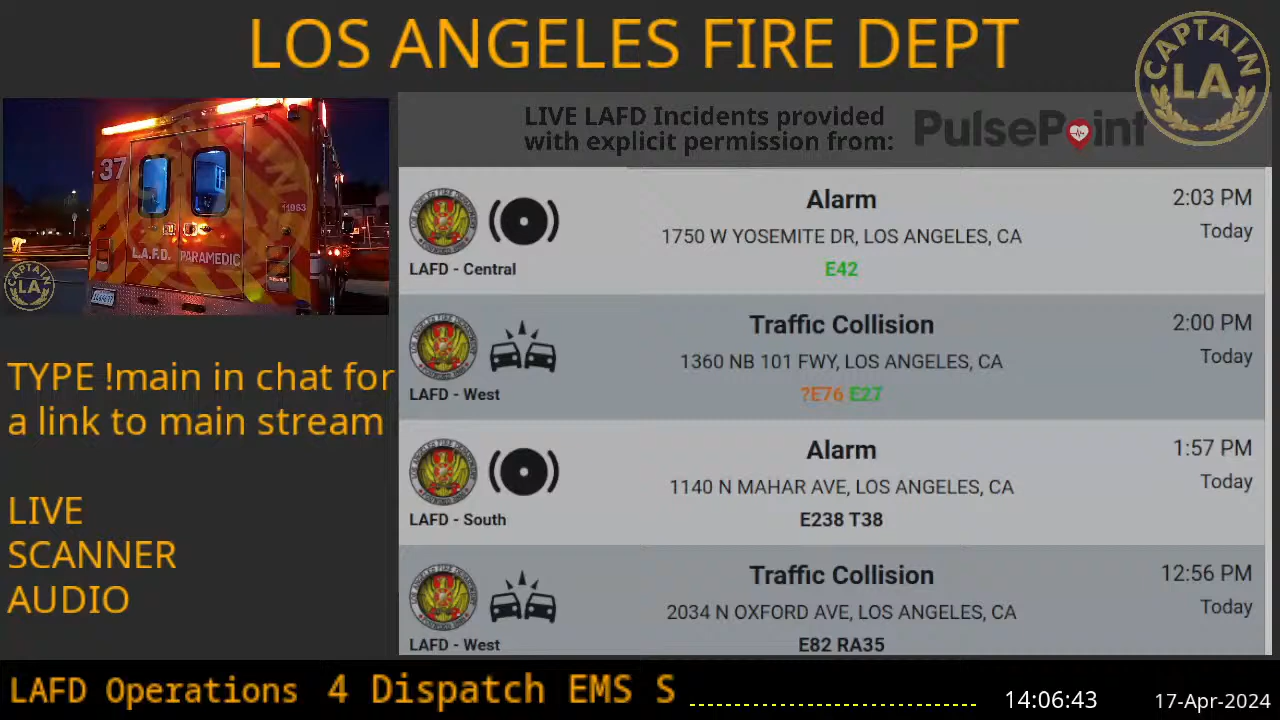 LOS ANGELES FIRE DEPT
CAPTAIN
LA
LIVE LAFD Incidents provided
with explicit permission from:
PulsePoint
37
11963
L.A.F.D. PARAMEDIC
CAPTAIN
LA
Alarm
2:03 PM
1750 W YOSEMITE DR, LOS ANGELES, CA
Today
LAFD - Central
E42
Traffic Collision
2:00 PM
1360 NB 101 FWY, LOS ANGELES, CA
Today
LAFD - West
?E76 E27
Alarm
1:57 PM
1140 N MAHAR AVE, LOS ANGELES, CA
Today
LAFD - South
E238 T38
Traffic Collision
12:56 PM
2034 N OXFORD AVE, LOS ANGELES, CA
Today
LAFD - West
E82 RA35
TYPE !main in chat for
a link to main stream
LIVE
SCANNER
AUDIO
LAFD Operations 4 Dispatch EMS S
14:06:43
17-Apr-2024